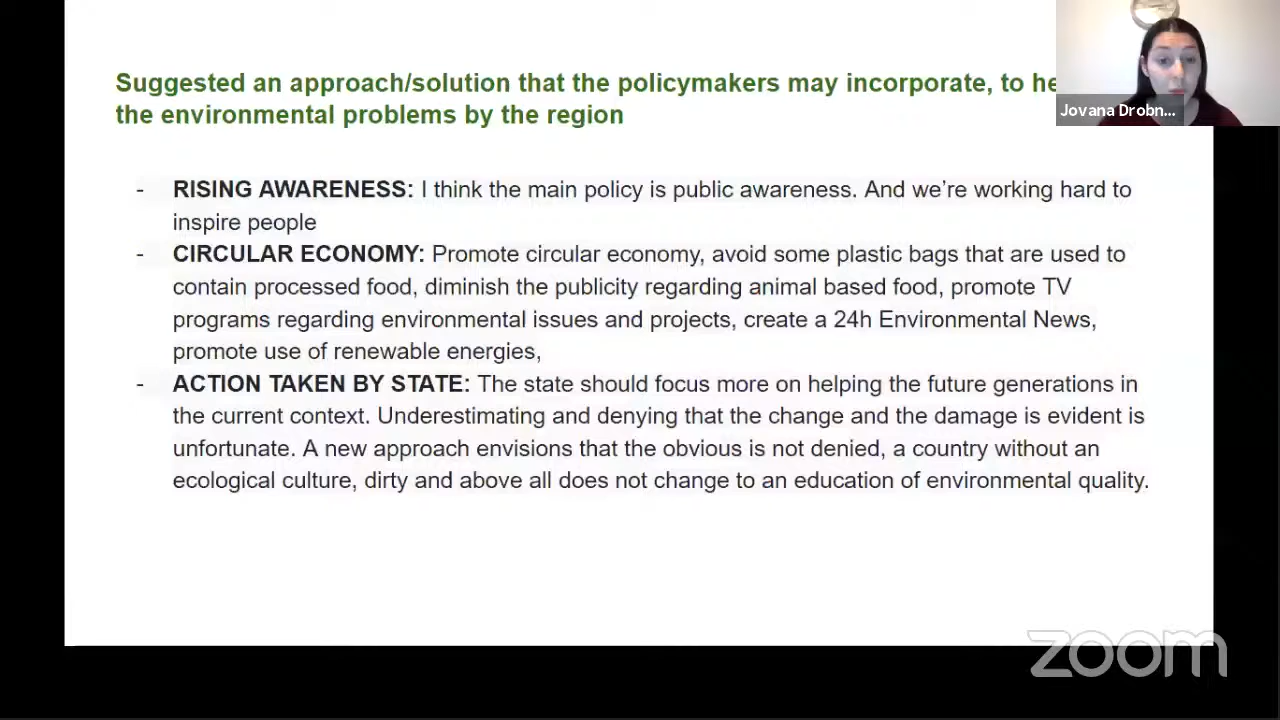 Suggested an approach/solution that the policymakers may incorporate, to he
the environmental problems by the region
Jovana Drobn...
- RISING AWARENESS: I think the main policy is public awareness. And we're working hard to
inspire people
- CIRCULAR ECONOMY: Promote circular economy, avoid some plastic bags that are used to
contain processed food, diminish the publicity regarding animal based food, promote TV
programs regarding environmental issues and projects, create a 24h Environmental News,
promote use of renewable energies,
- ACTION TAKEN BY STATE: The state should focus more on helping the future generations in
the current context. Underestimating and denying that the change and the damage is evident is
unfortunate. A new approach envisions that the obvious is not denied, a country without an
ecological culture, dirty and above all does not change to an education of environmental quality.
zoom